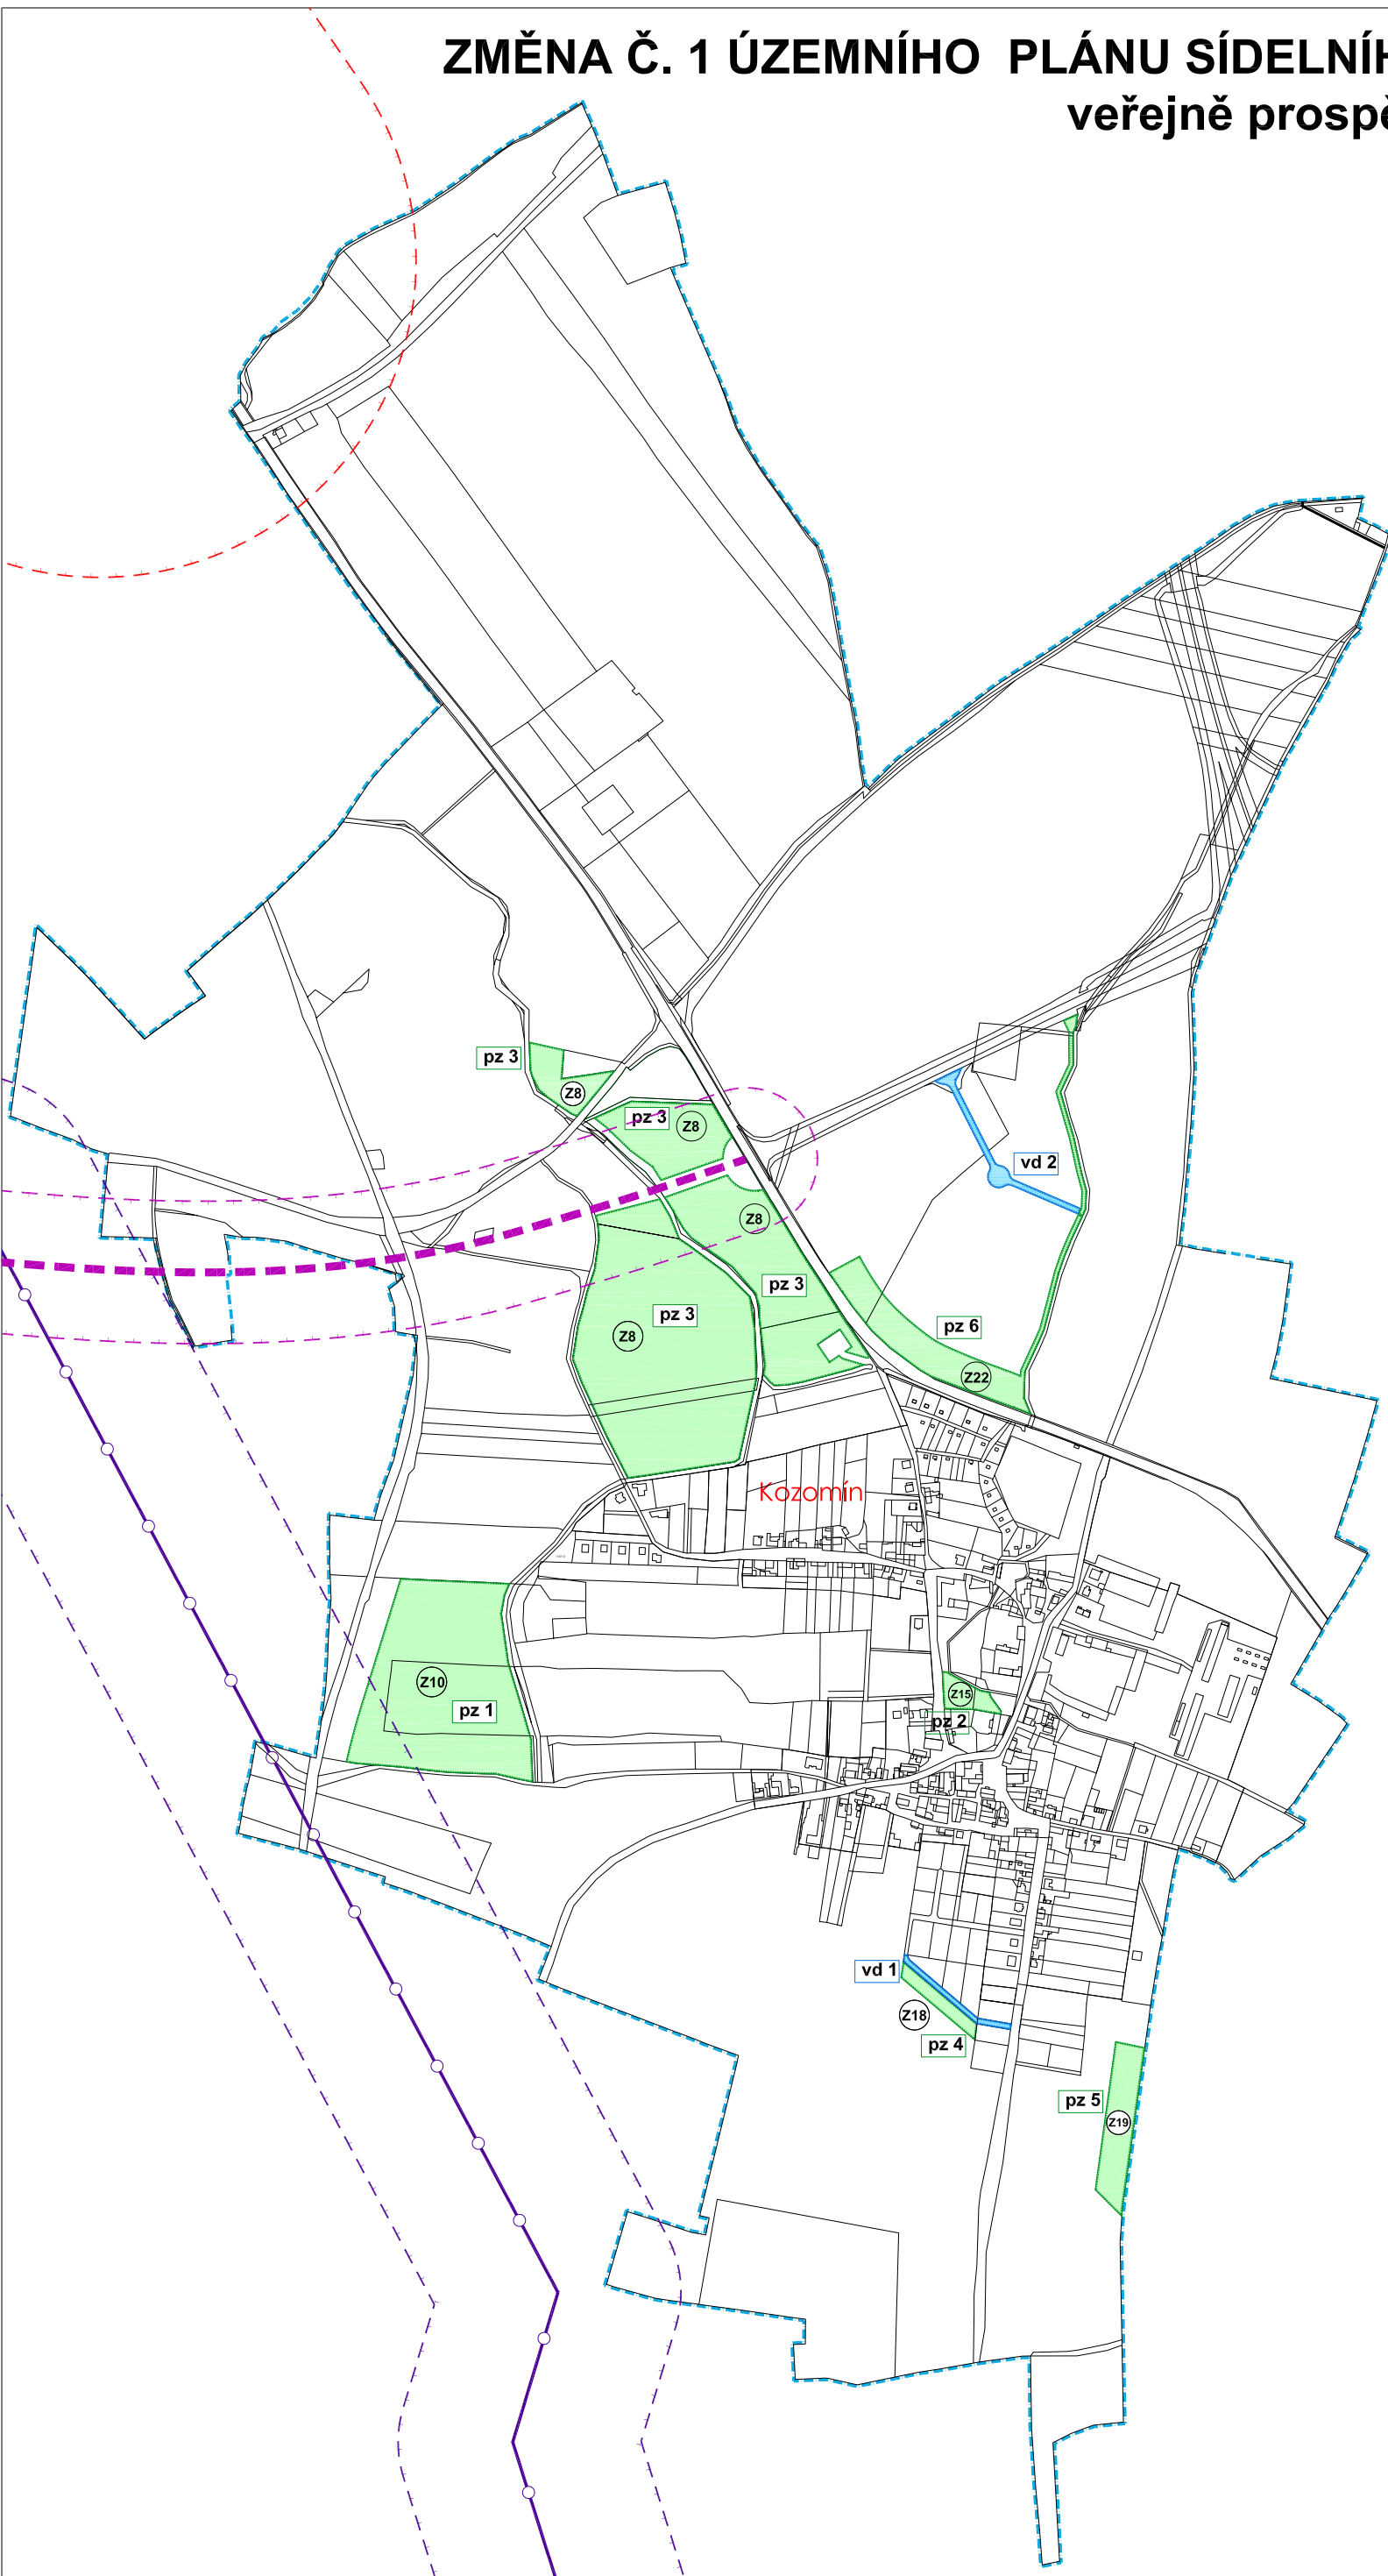 ZMĚNA Č. 1 ÚZEMNÍHO PLÁNU SÍDELNÍH
veřejně prospě
pz 3
Z8
pz 3
Z8
vd 2
Z8
pz 3
pz 3
Z8
pz 6
Z22
Kozomín
Z10
pz 1
Z15
pz 2
vd 1
Z18
pz 4
pz 5
Z19